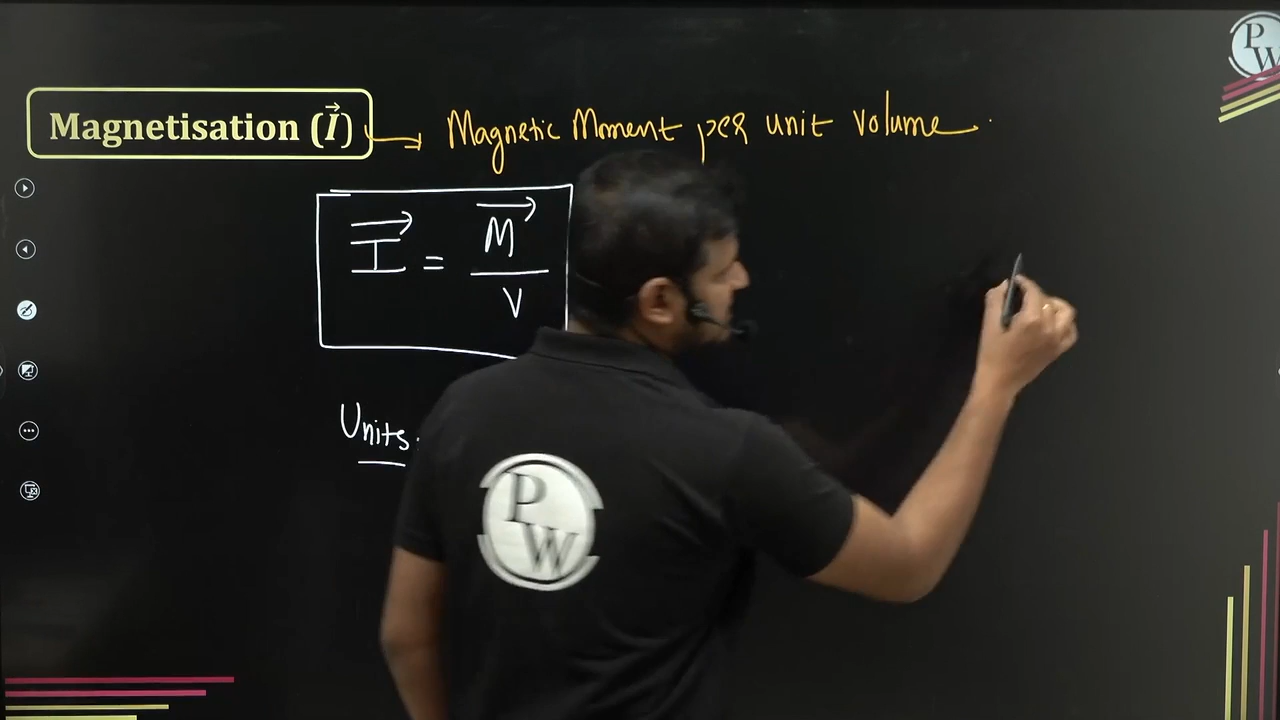 PW
Magnetisation (I⃗) → Magnetic Moment per unit volume.
I⃗ = M⃗ / V
Units
PW